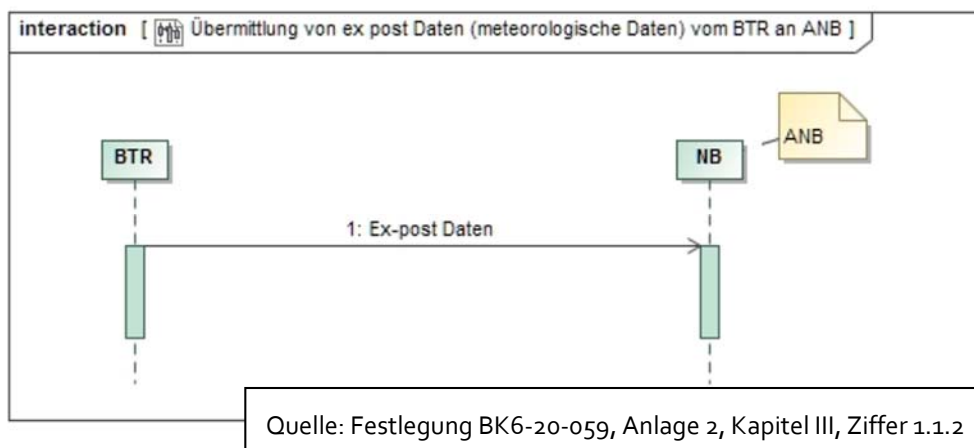 interaction [ Übermittlung von ex post Daten (meteorologische Daten) vom BTR an ANB ]
ANB
BTR
NB
1: Ex-post Daten
Quelle: Festlegung BK6-20-059, Anlage 2, Kapitel III, Ziffer 1.1.2